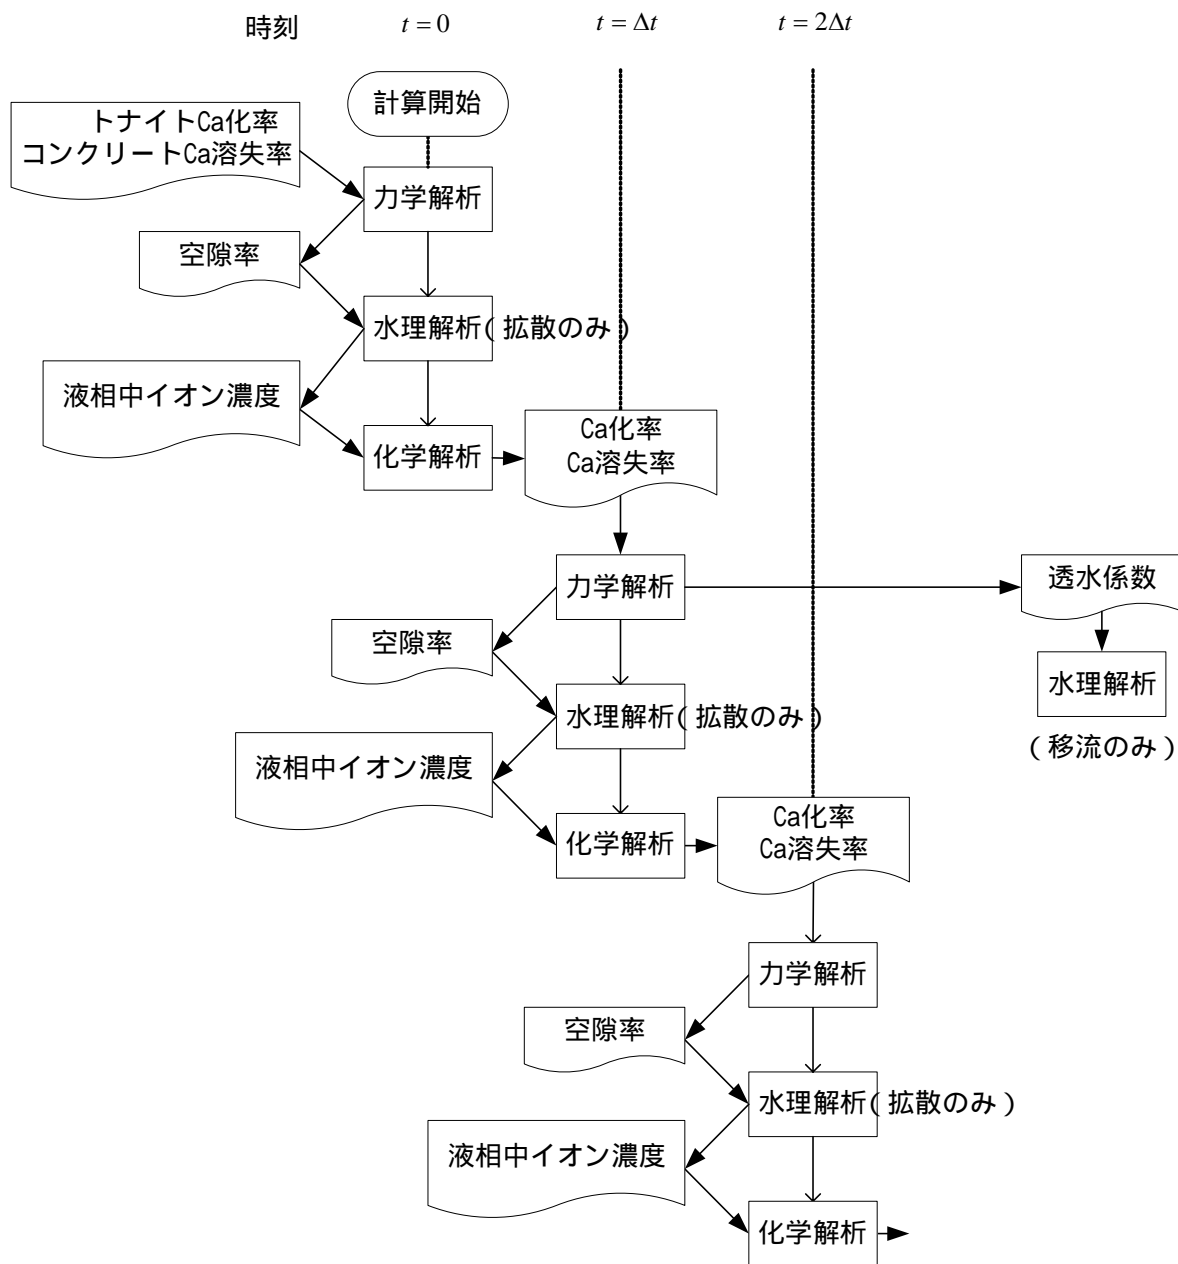 時刻 t = 0 t = Δt t = 2Δt
計算開始
トナイトCa化率
コンクリートCa溶失率
力学解析
空隙率
水理解析(拡散のみ)
液相中イオン濃度
化学解析
Ca化率
Ca溶失率
力学解析
透水係数
空隙率
水理解析
水理解析(拡散のみ)
(移流のみ)
液相中イオン濃度
化学解析
Ca化率
Ca溶失率
力学解析
空隙率
水理解析(拡散のみ)
液相中イオン濃度
化学解析